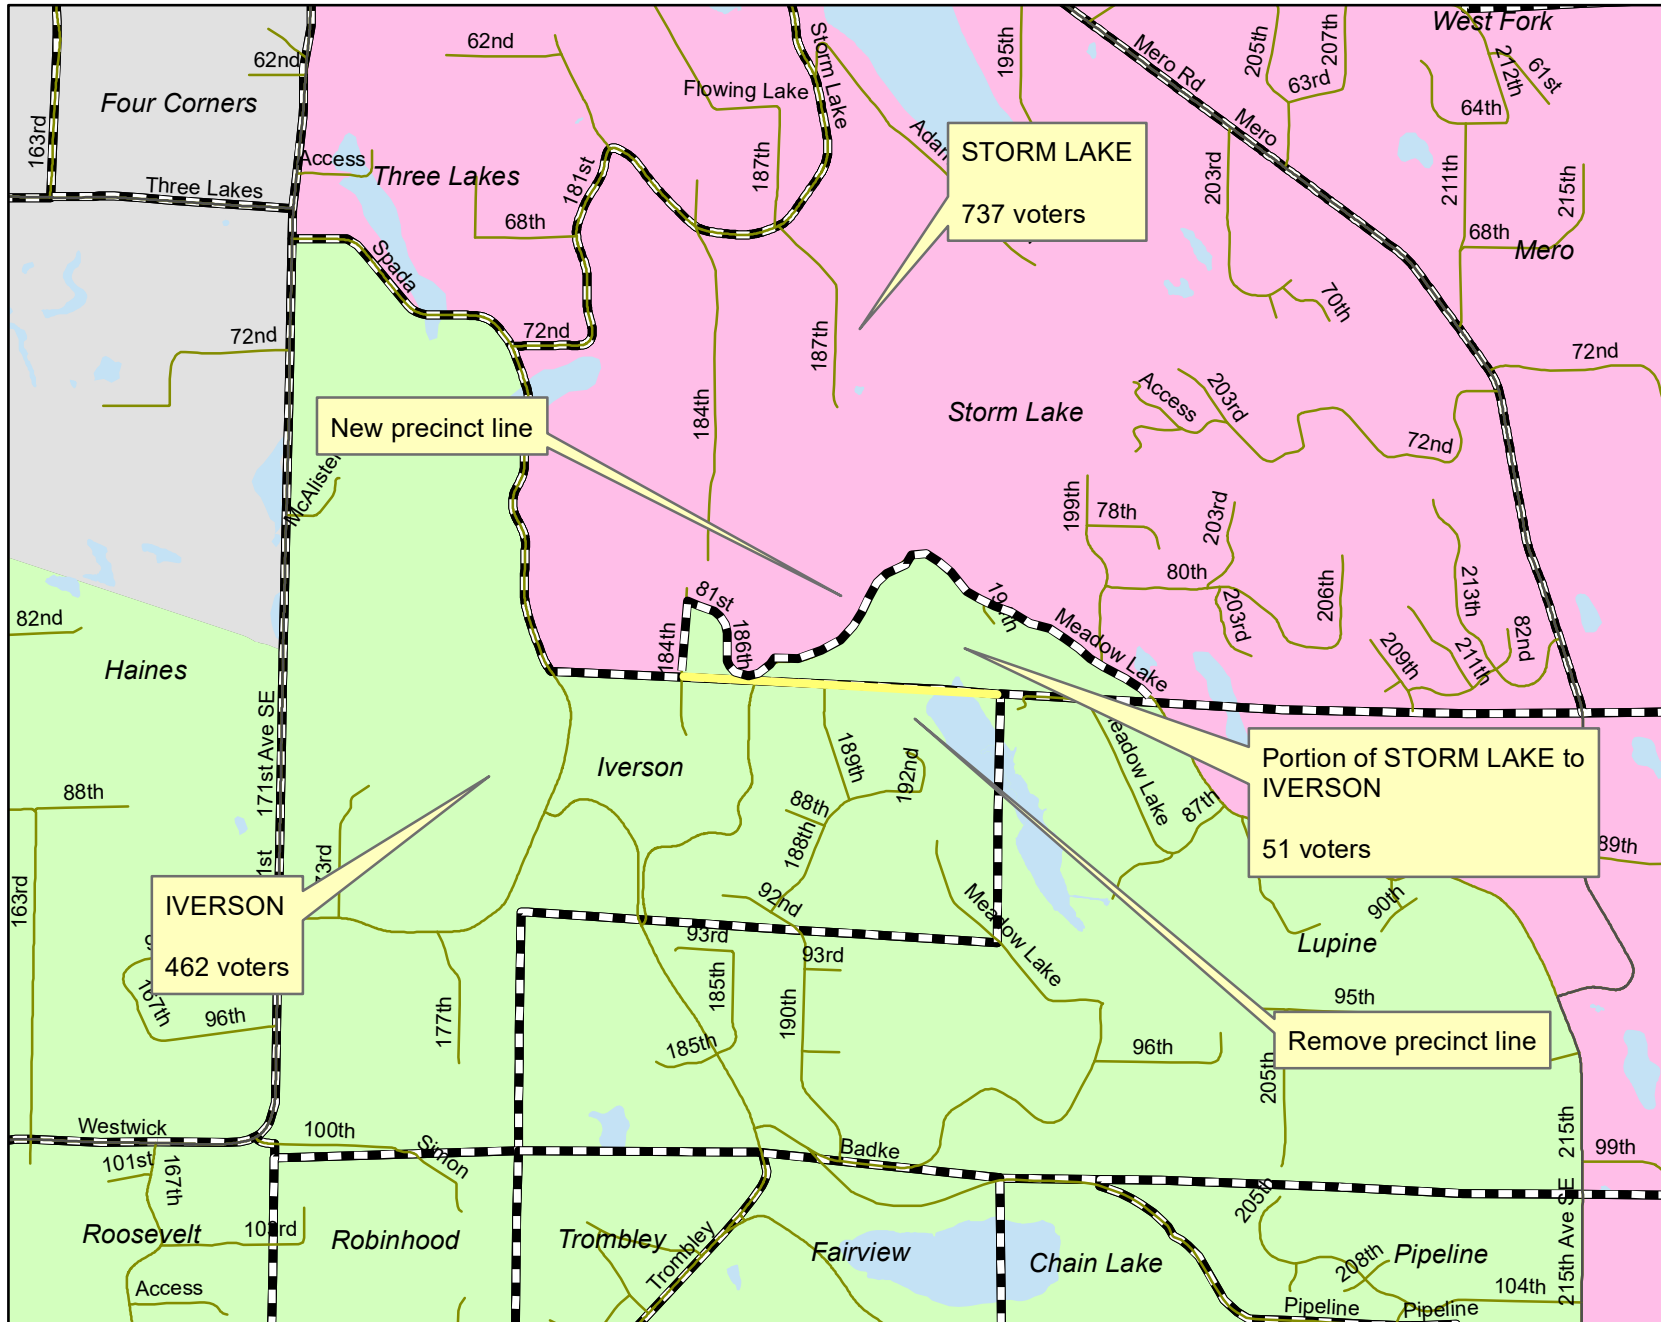 West Fork
62nd
Storm Lake
195th
205th
207th
Mero Rd
212th
61st
62nd
63rd
Four Corners
Flowing Lake
64th
163rd
Mero
STORM LAKE
737 voters
Access
Three Lakes
181st
187th
203rd
211th
215th
Three Lakes
68th
68th
Mero
Spada
72nd
187th
70th
72nd
72nd
Access
203rd
184th
Storm Lake
New precinct line
72nd
McAlister
199th
78th
203rd
80th
206th
213th
81st
203rd
82nd
184th
186th
Meadow Lake
82nd
209th
211th
Haines
171st Ave SE
Iverson
189th
192nd
Portion of STORM LAKE to
IVERSON
51 voters
88th
88th
87th
188th
89th
163rd
IVERSON
462 voters
92nd
Meadow Lake
90th
93rd
93rd
Lupine
167th
96th
177th
185th
190th
95th
185th
96th
205th
Remove precinct line
Westwick
100th
Simon
Badke
215th
99th
101st
167th
205th
215th Ave SE
Roosevelt
103rd
Robinhood
Trombley
Trombley
Fairview
Chain Lake
208th
Pipeline
Access
104th
Pipeline
Pipeline